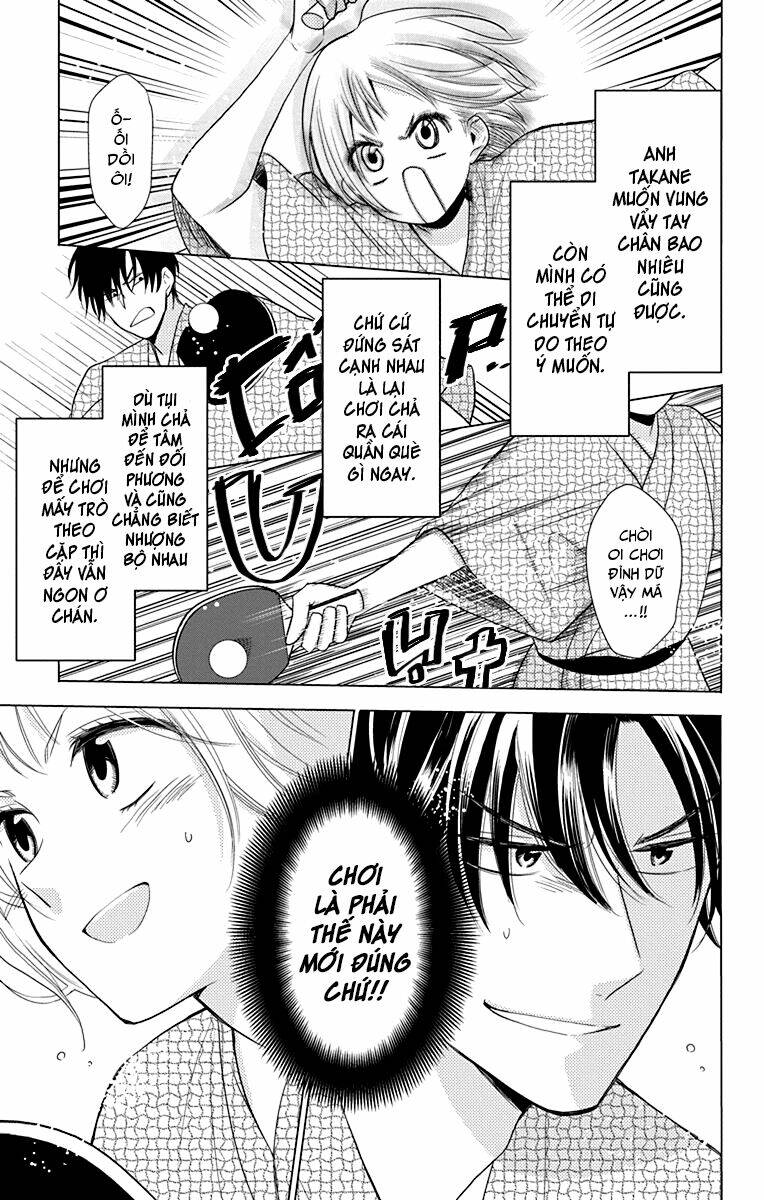 ANH
TAKANE
MUỐN VUNG
VẨY TAY
CHÂN BAO
NHIÊU
CŨNG
ĐƯỢC.
CÒN
MÌNH CÓ
THỂ DI
CHUYỂN TỰ
DO THEO
Ý MUỐN.
Ố-
ỐI
DỒI
ÔI!
CHỨ CỨ
ĐỨNG SÁT
CẠNH NHAU
LÀ LẠI
CHƠI CHẢ
RA CÁI
QUẦN QUÈ
GÌ NGAY.
CHỜI
OI CHƠI
ĐỈNH DỮ
VẬY MÁ
...!!
DÙ TỤI
MÌNH CHẢ
ĐỂ TÂM
ĐẾN ĐỐI
PHƯƠNG
VÀ CŨNG
CHẲNG BIẾT
NHƯỢNG
BỘ NHAU
NHƯNG
ĐỂ CHƠI
MẤY TRÒ
THEO
CẶP THÌ
ĐẤY VẪN
NGON Ơ
CHÁN.
CHƠI
LÀ PHẢI
THẾ NÀY
MỚI ĐÚNG
CHỨ!!